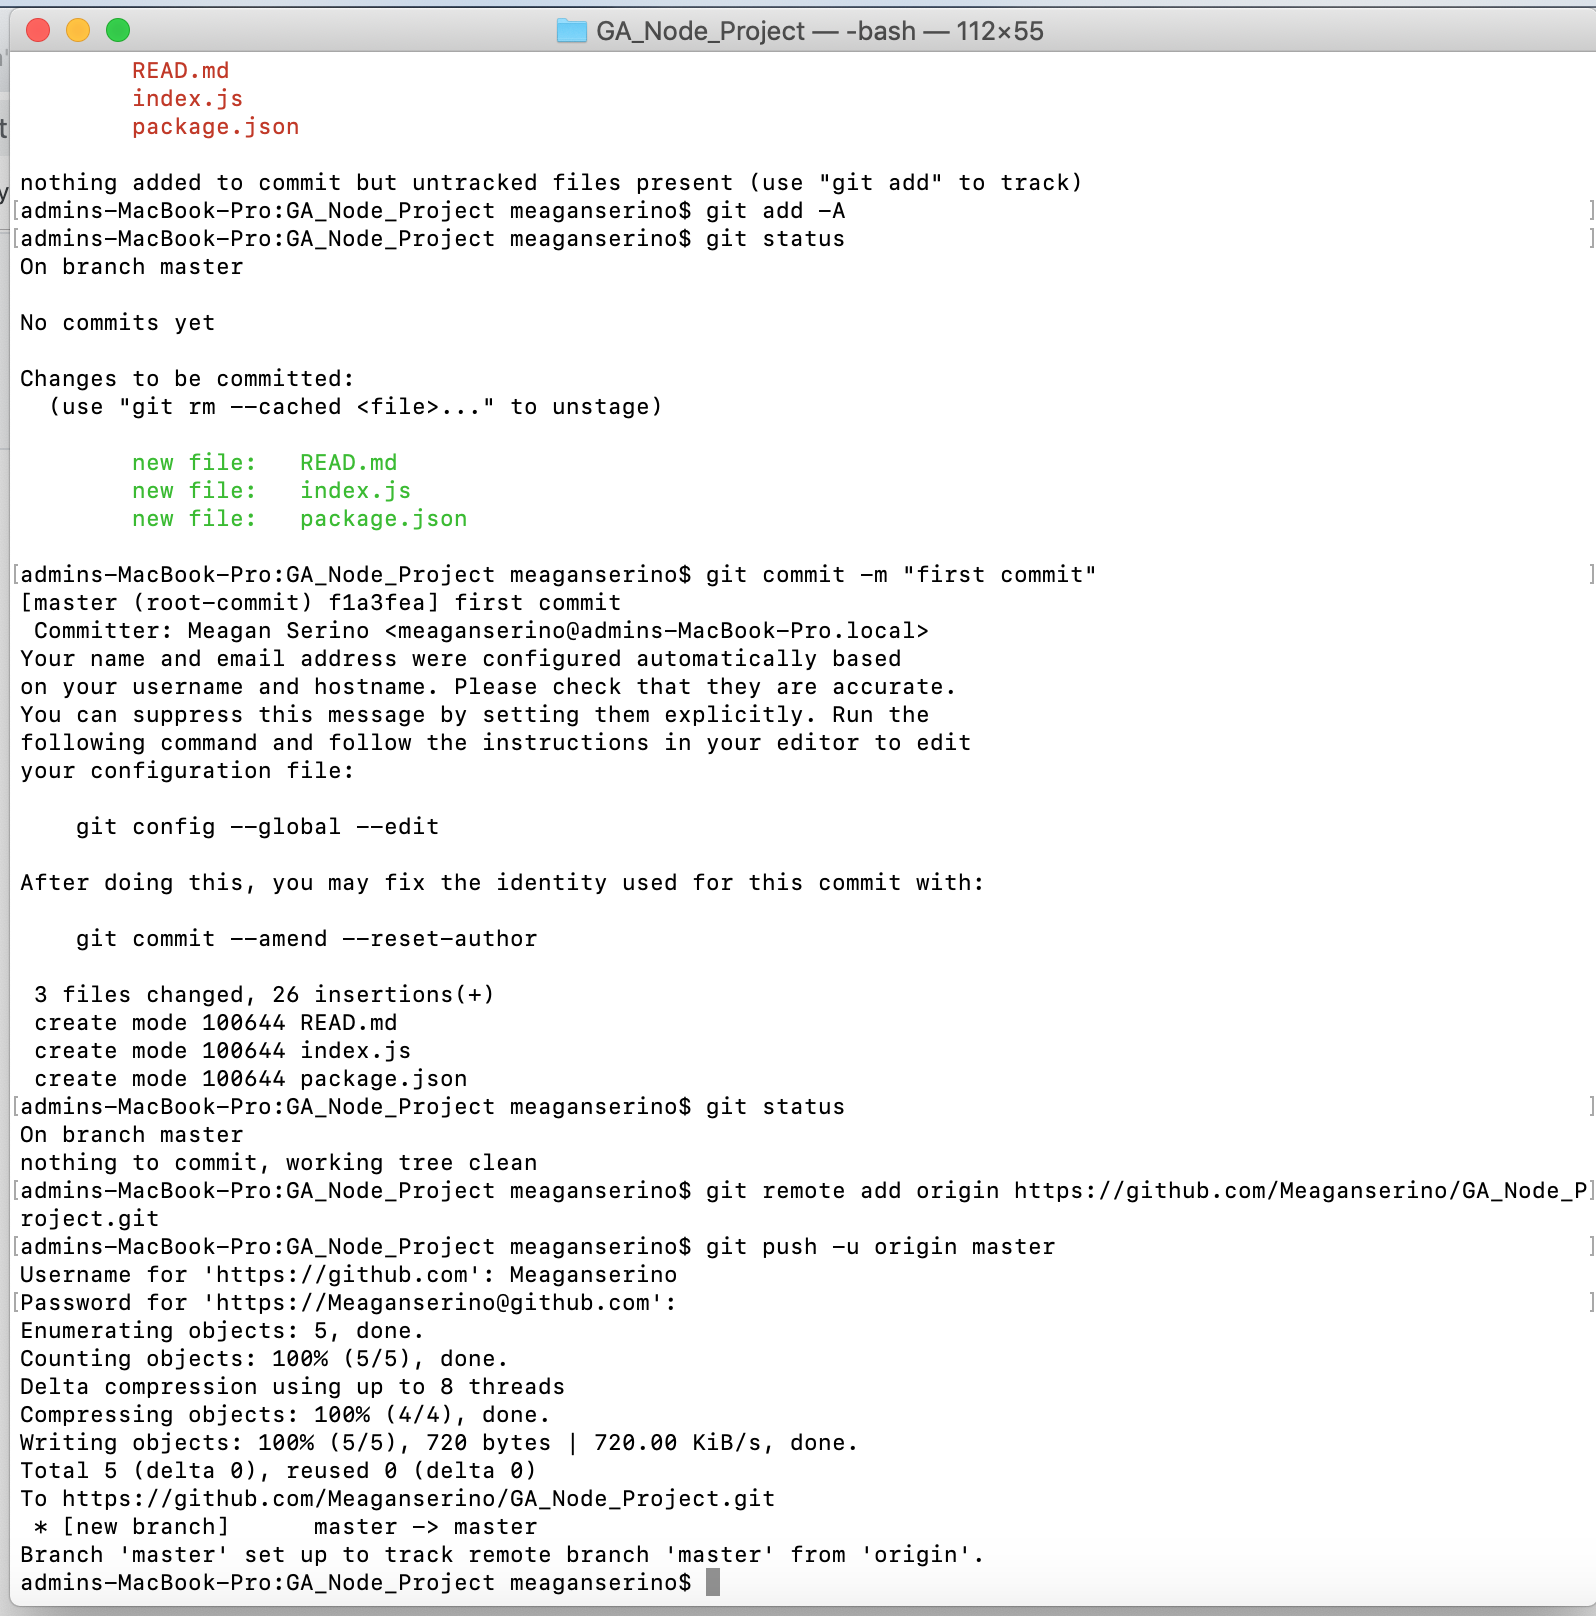 GA_Node_Project — -bash — 112×55
READ.md
index.js
package.json
nothing added to commit but untracked files present (use "git add" to track)
[admins-MacBook-Pro:GA_Node_Project meaganserino$ git add -A ]
[admins-MacBook-Pro:GA_Node_Project meaganserino$ git status ]
On branch master
No commits yet
Changes to be committed:
  (use "git rm --cached <file>..." to unstage)
new file:   READ.md
new file:   index.js
new file:   package.json
[admins-MacBook-Pro:GA_Node_Project meaganserino$ git commit -m "first commit" ]
[master (root-commit) f1a3fea] first commit
 Committer: Meagan Serino <meaganserino@admins-MacBook-Pro.local>
Your name and email address were configured automatically based
on your username and hostname. Please check that they are accurate.
You can suppress this message by setting them explicitly. Run the
following command and follow the instructions in your editor to edit
your configuration file:
    git config --global --edit
After doing this, you may fix the identity used for this commit with:
    git commit --amend --reset-author
 3 files changed, 26 insertions(+)
 create mode 100644 READ.md
 create mode 100644 index.js
 create mode 100644 package.json
[admins-MacBook-Pro:GA_Node_Project meaganserino$ git status ]
On branch master
nothing to commit, working tree clean
[admins-MacBook-Pro:GA_Node_Project meaganserino$ git remote add origin https://github.com/Meaganserino/GA_Node_P]
roject.git
[admins-MacBook-Pro:GA_Node_Project meaganserino$ git push -u origin master ]
Username for 'https://github.com': Meaganserino
[Password for 'https://Meaganserino@github.com': ]
Enumerating objects: 5, done.
Counting objects: 100% (5/5), done.
Delta compression using up to 8 threads
Compressing objects: 100% (4/4), done.
Writing objects: 100% (5/5), 720 bytes | 720.00 KiB/s, done.
Total 5 (delta 0), reused 0 (delta 0)
To https://github.com/Meaganserino/GA_Node_Project.git
 * [new branch]      master -> master
Branch 'master' set up to track remote branch 'master' from 'origin'.
admins-MacBook-Pro:GA_Node_Project meaganserino$